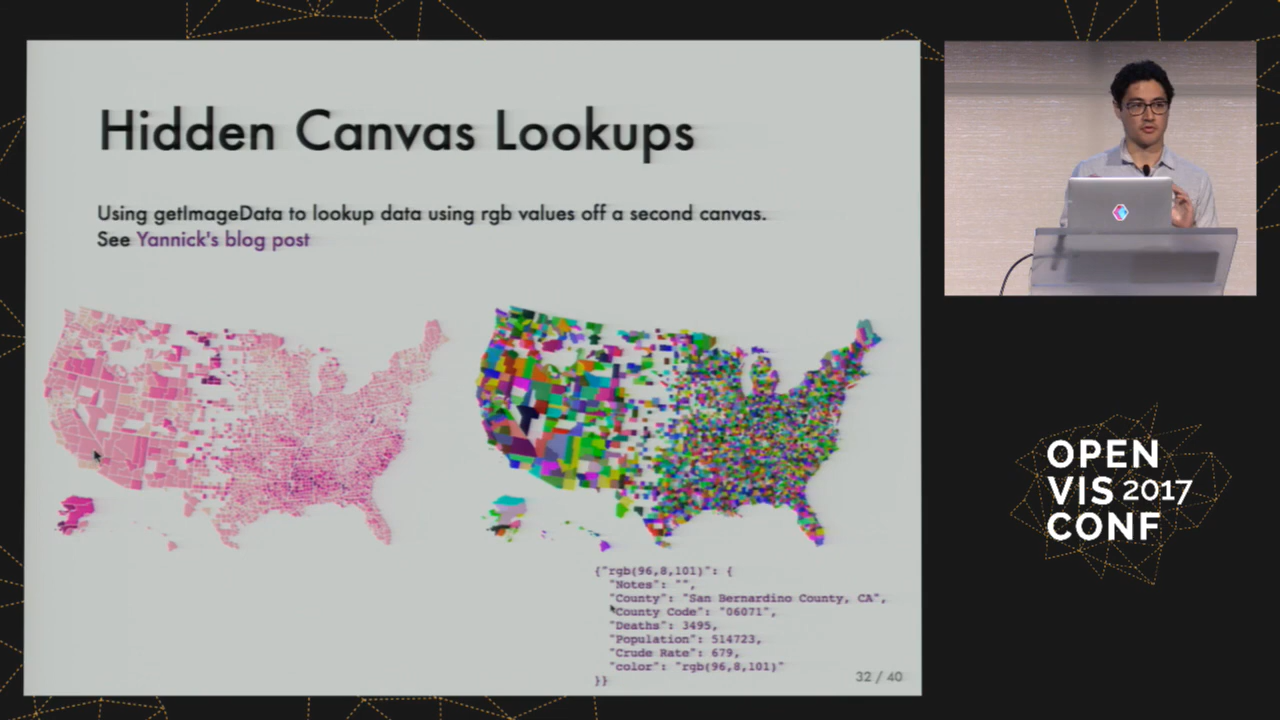 Hidden Canvas Lookups
Using getImageData to lookup data using rgb values off a second canvas.
See Yannick's blog post
{"rgb(96,8,101)": {
"Notes": "",
"County": "San Bernardino County, CA",
"County Code": "06071",
"Deaths": 3495,
"Population": 514723,
"Crude Rate": 679,
"color": "rgb(96,8,101)"
}}
32 / 40
OPEN
VIS 2017
CONF